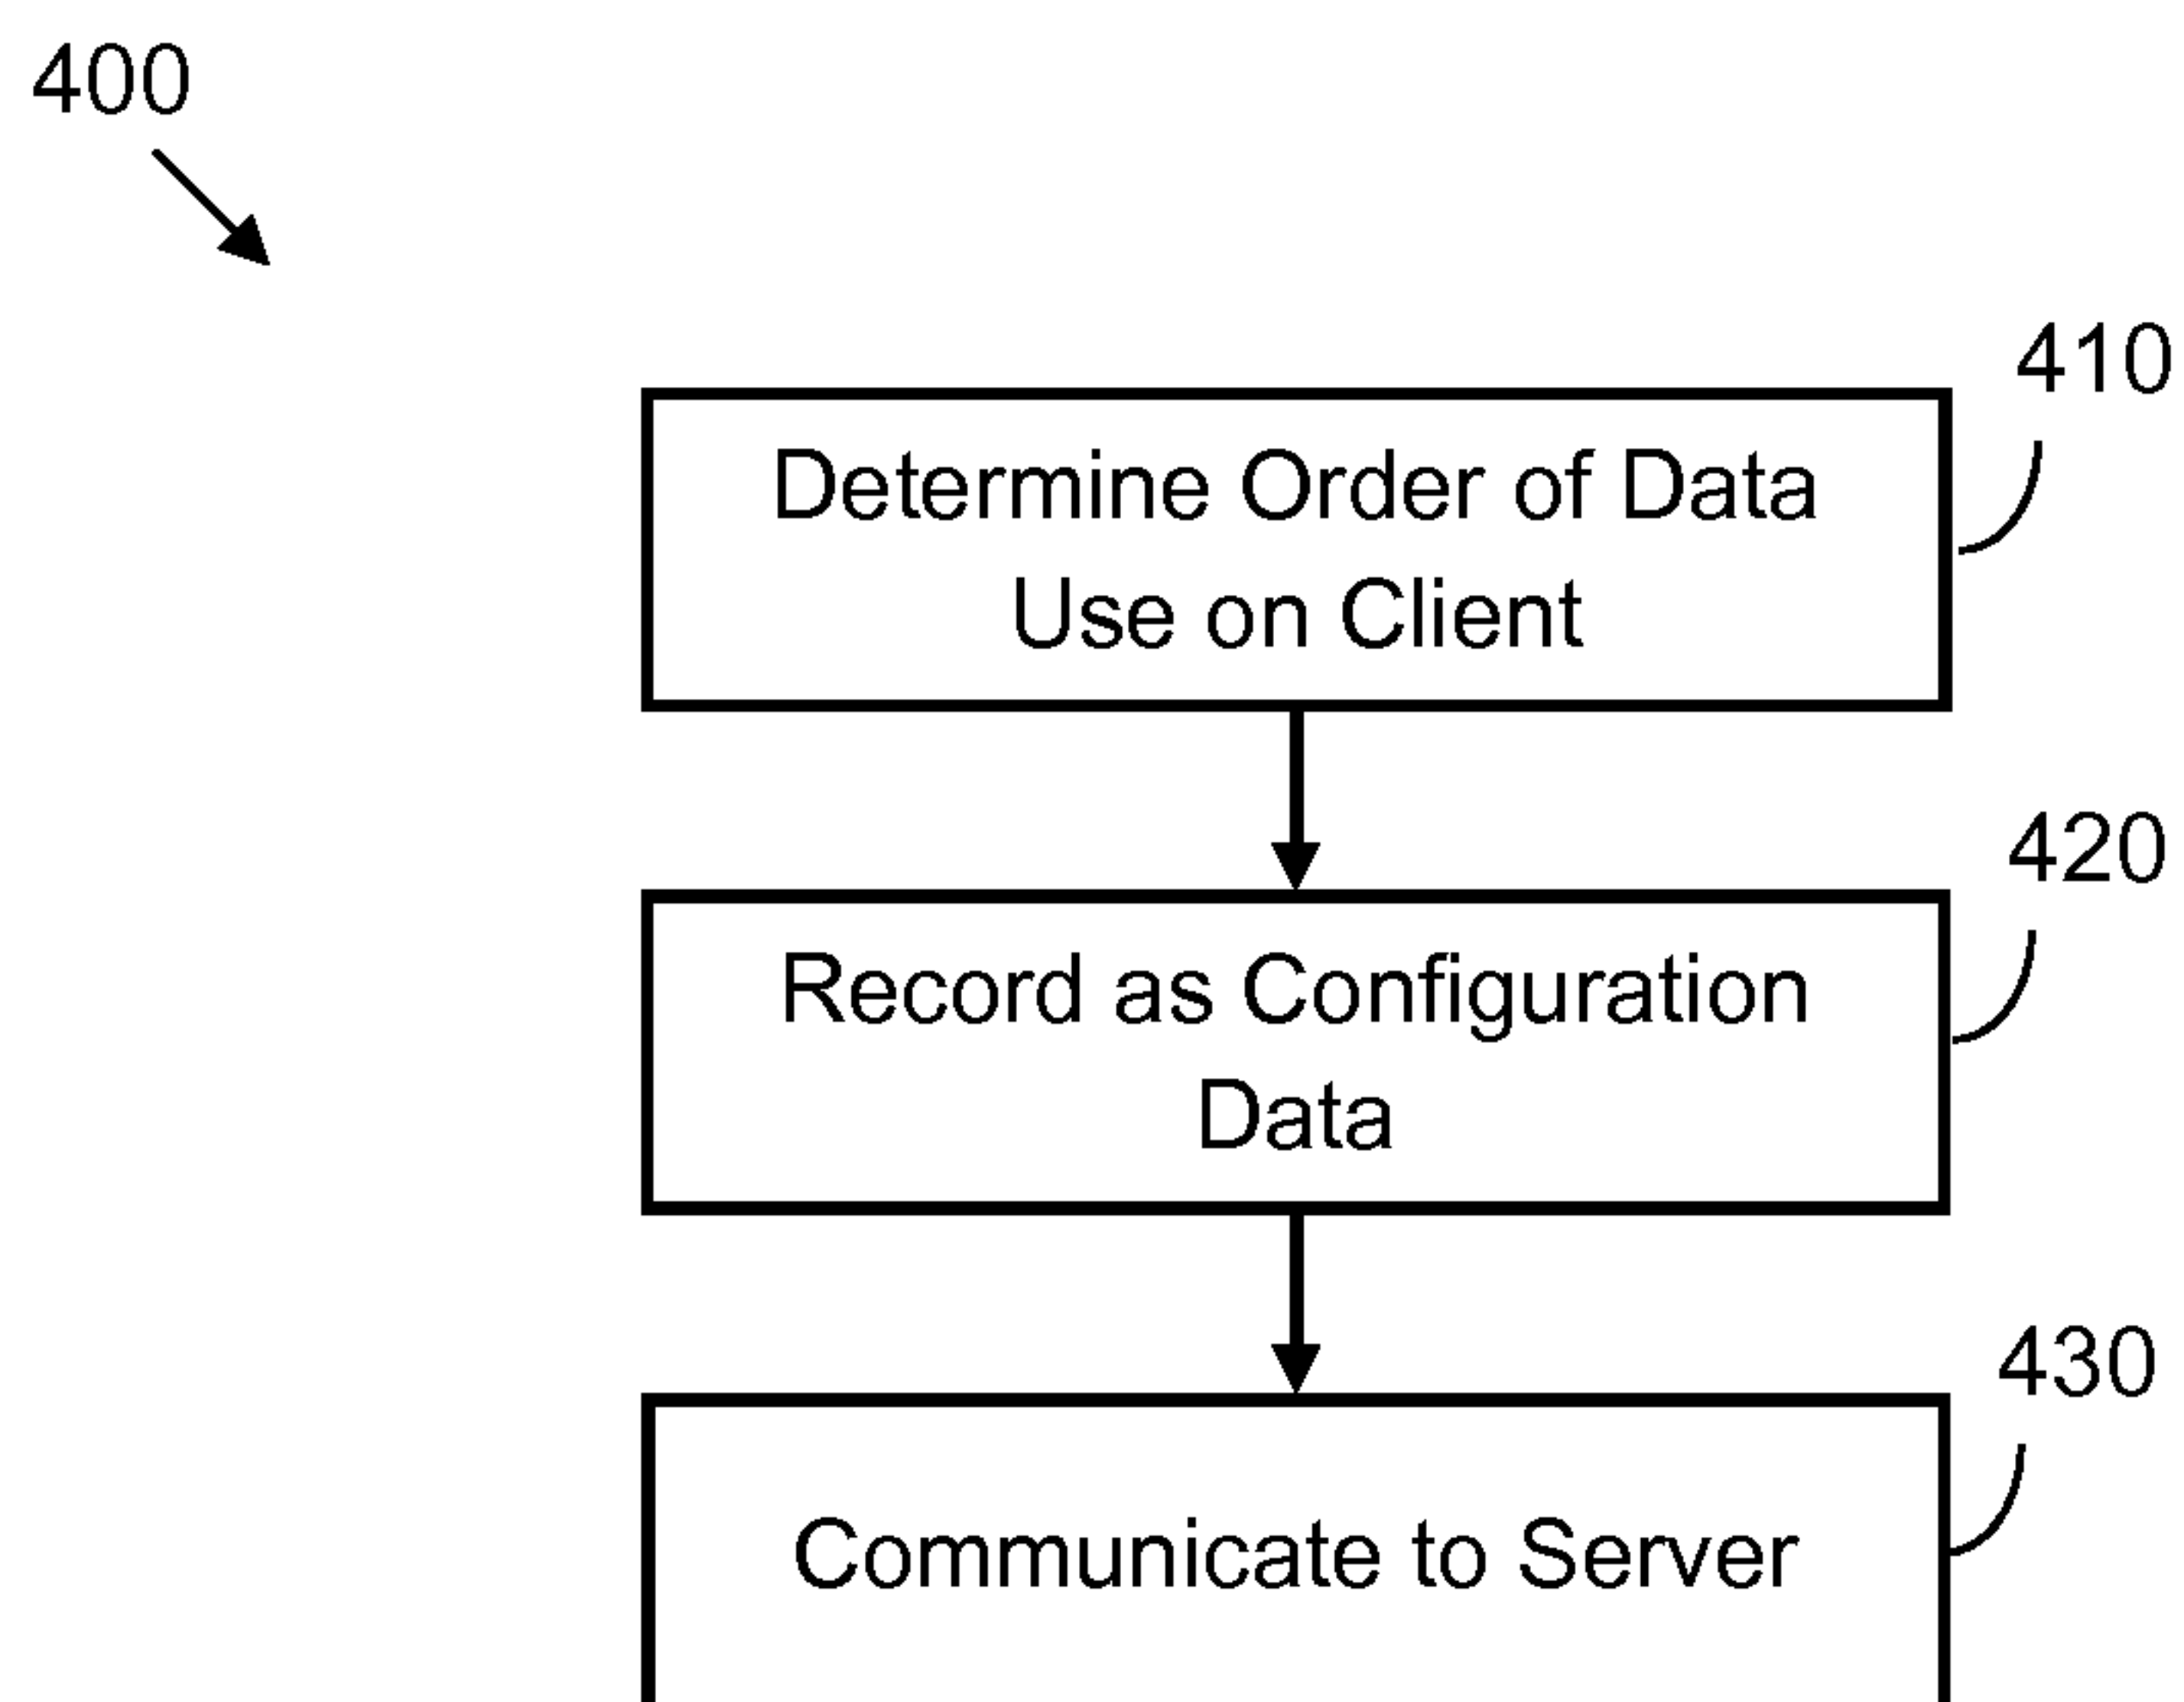 400
410
Determine Order of Data
Use on Client
420
Record as Configuration
Data
430
Communicate to Server